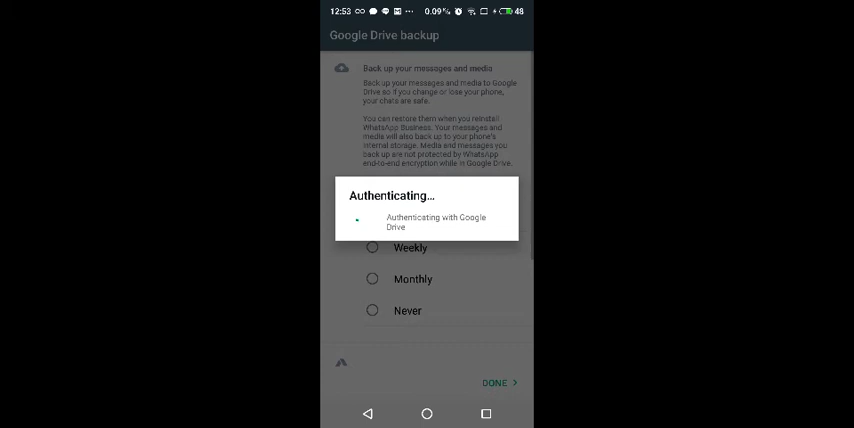 12:53 0.09 48
Google Drive backup
Back up your messages and media
Back up your messages and media to Google
Drive so if you change or lose your phone,
your chats are safe.
You can restore them when you reinstall
WhatsApp Business. Your messages and
media will also back up to your phone's
internal storage. Media and messages you
back up are not protected by WhatsApp
end-to-end encryption while in Google Drive.
Authenticating...
Authenticating with Google
Drive
Weekly
Monthly
Never
DONE